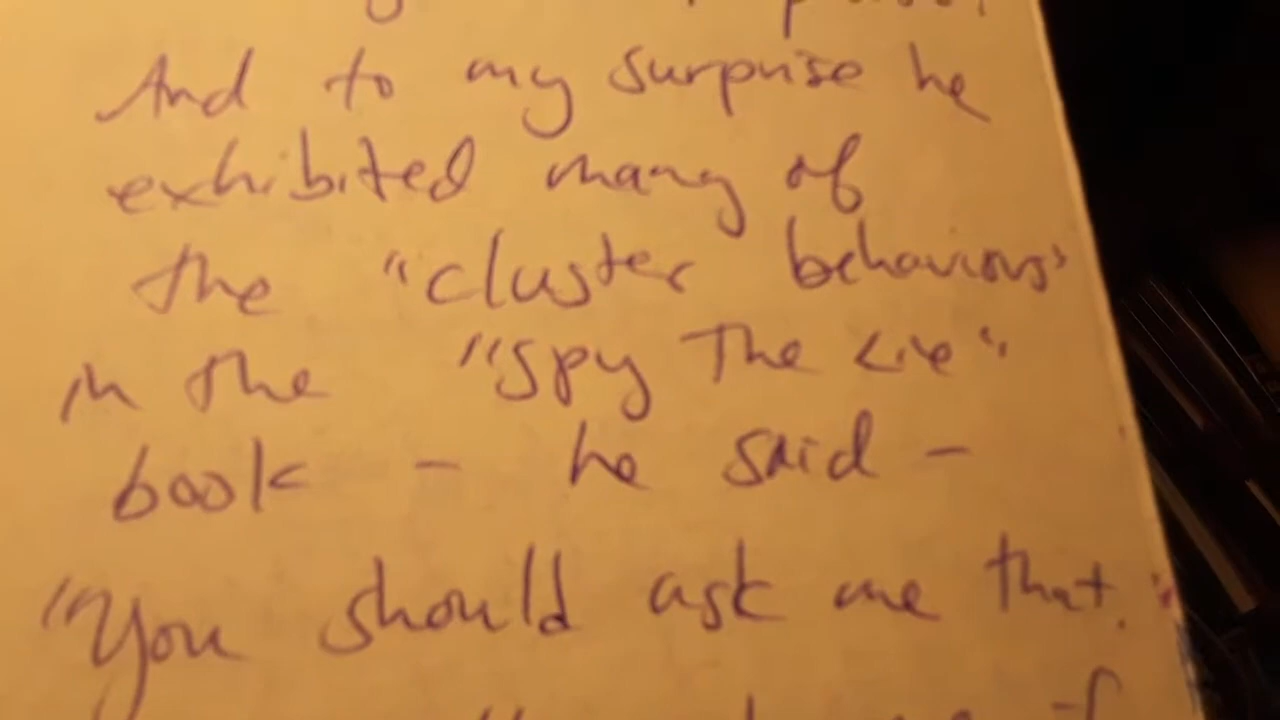 And to my surprise he
exhibited many of
the "cluster behaviors"
in the "Spy The Lie"
book - he said -
"You should ask me that."